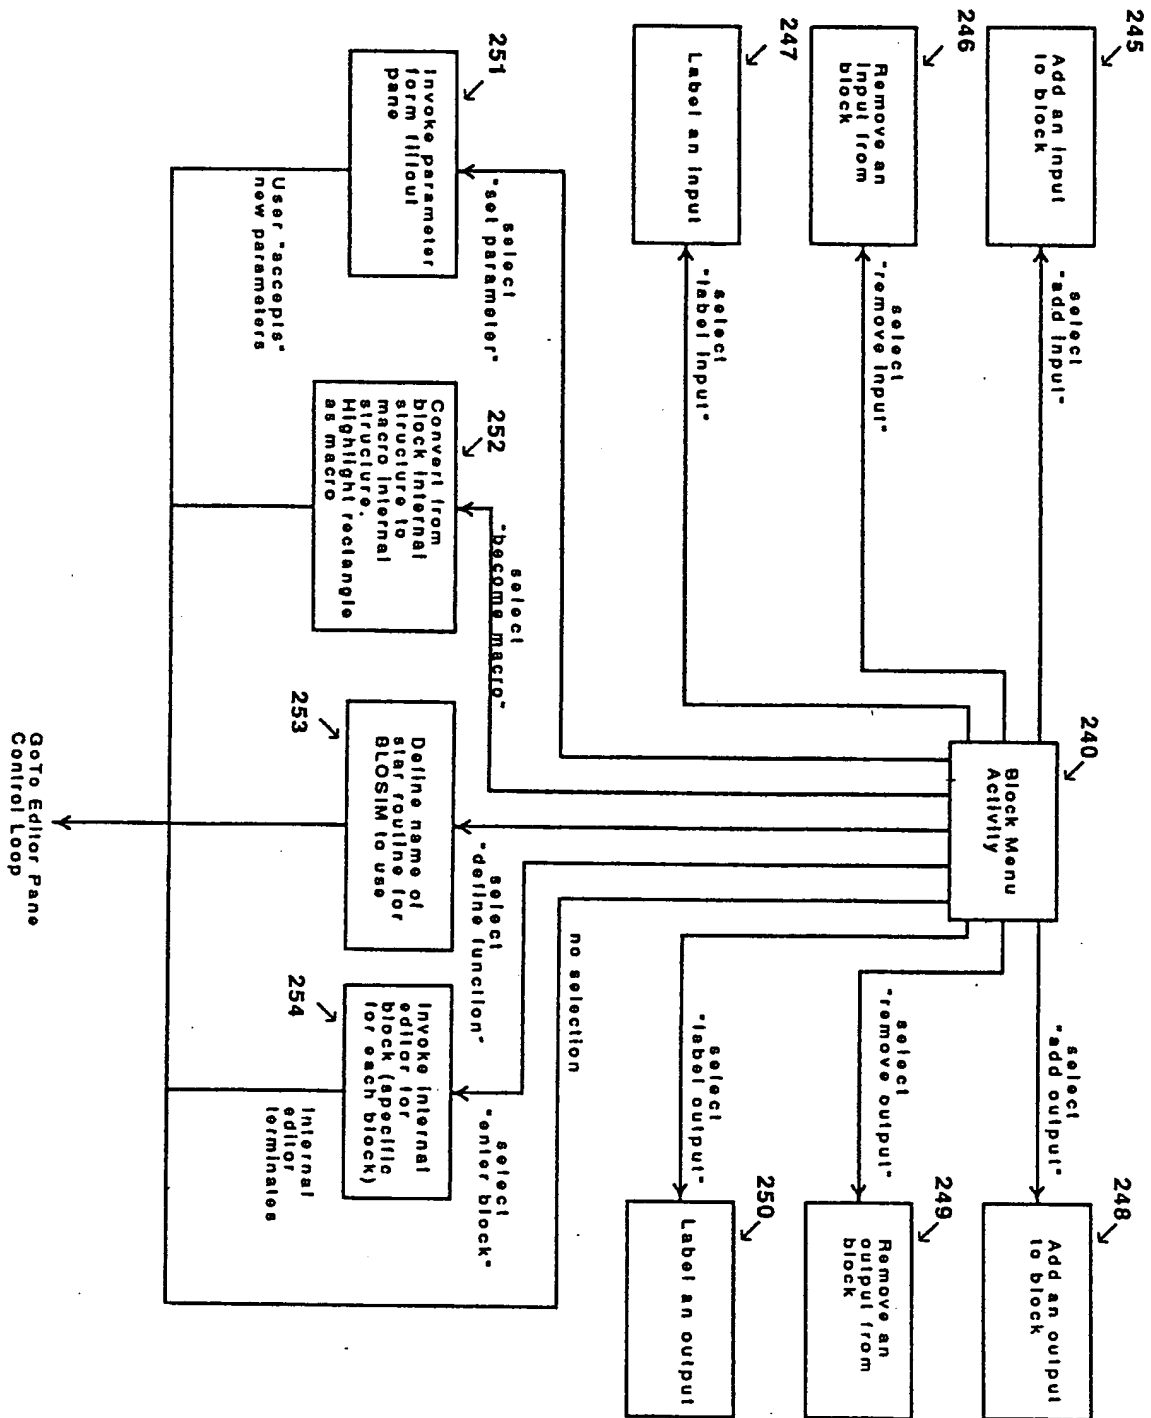 245
Add an input
to block
select
"add input"
246
Remove an
input from
block
select
"remove input"
247
Label an input
select
"label input"
240
Block Menu
Activity
select
"add output"
248
Add an output
to block
select
"remove output"
249
Remove an
output from
block
select
"label output"
250
Label an output
select
"set parameter"
251
Invoke parameter
form fillout
pane
User "accepts"
new parameters
select
"become macro"
252
Convert from
block internal
structure to
macro internal
structure.
Highlight rectangle
as macro
select
"define function"
253
Define name of
star routine for
BLOSIM to use
select
"enter block"
254
Invoke internal
editor for
block (specific
for each block)
Internal
editor
terminates
no selection
GoTo Editor Pane
Control Loop